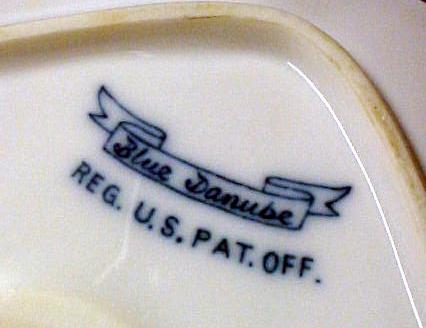 Blue Danube
REG. U.S. PAT. OFF.